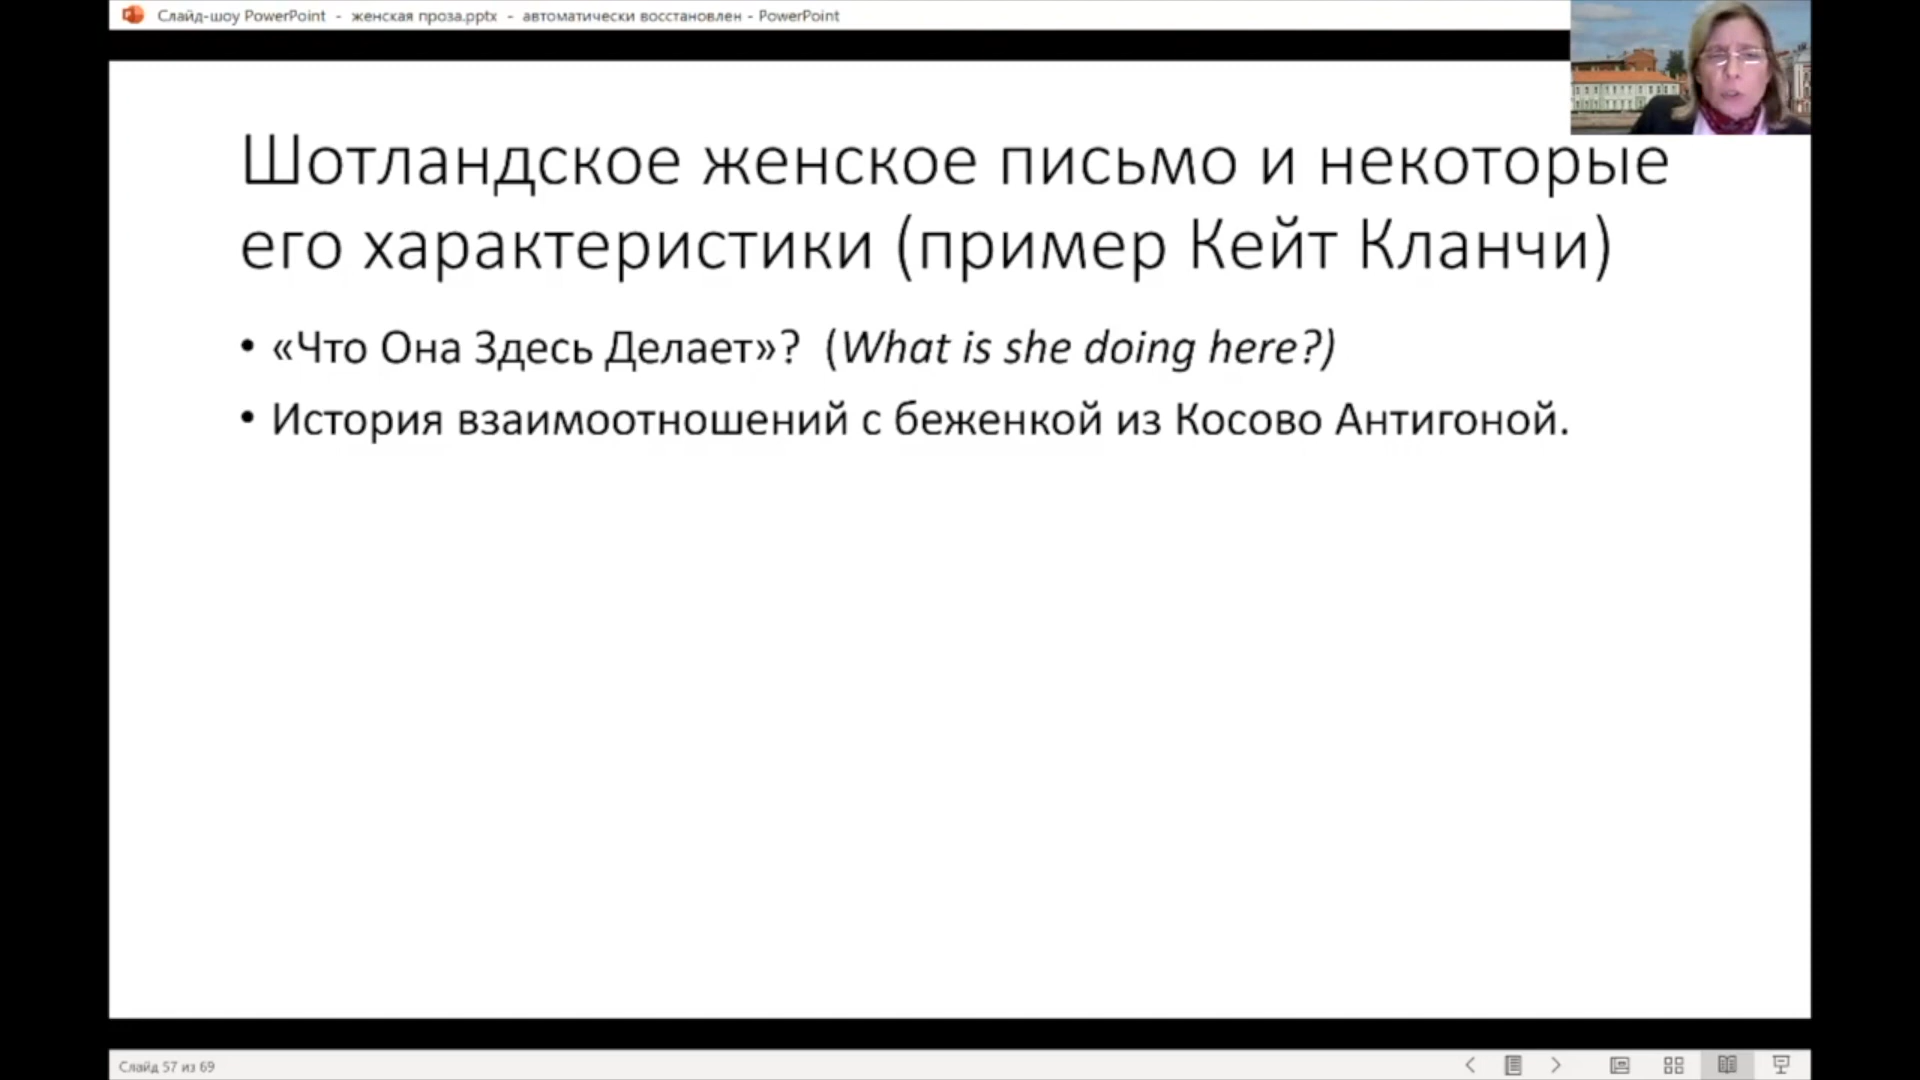 Слайд-шоу PowerPoint - женская проза.pptx - автоматически восстановлен - PowerPoint
Шотландское женское письмо и некоторые
его характеристики (пример Кейт Кланчи)
• «Что Она Здесь Делает»? (What is she doing here?)
• История взаимоотношений с беженкой из Косово Антигоной.
Слайд 57 из 69